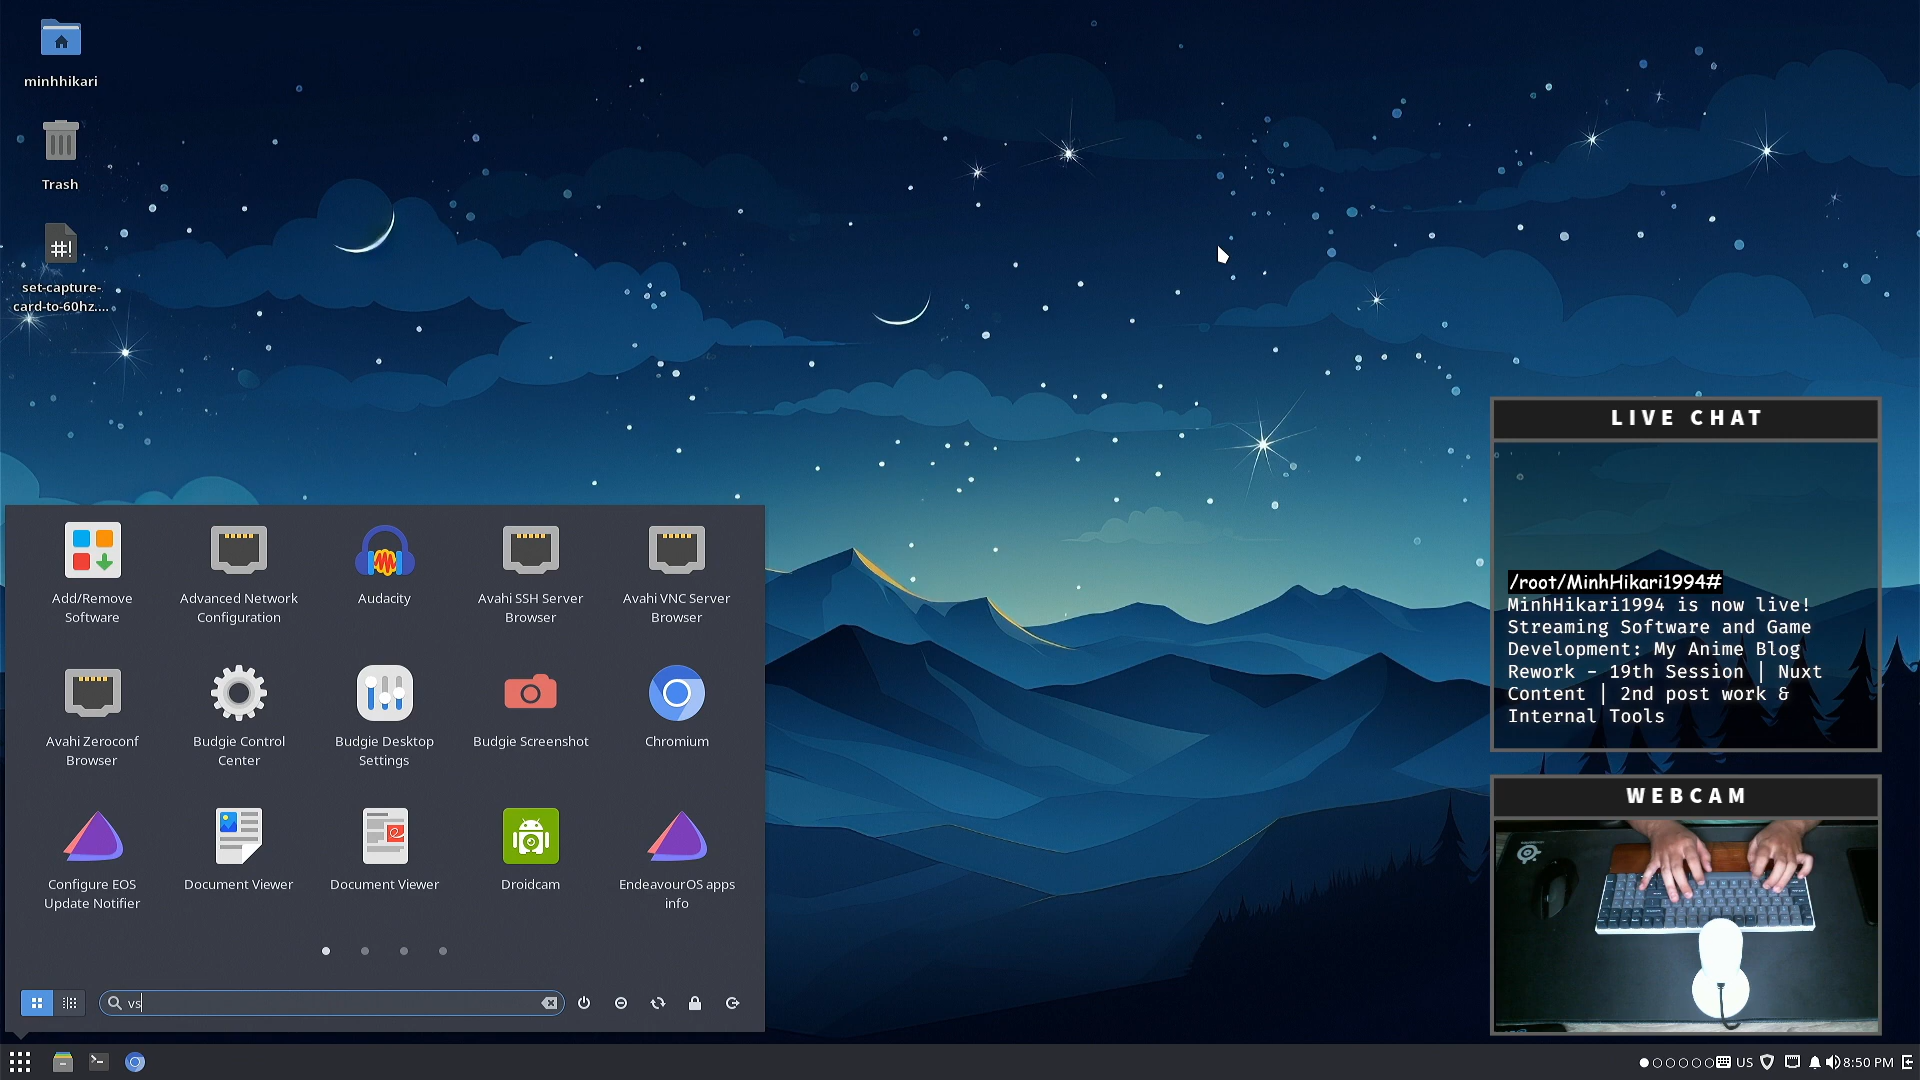 minhhikari
Trash
set-capture-
card-to-60hz....
Add/Remove
Software
Advanced Network
Configuration
Audacity
Avahi SSH Server
Browser
Avahi VNC Server
Browser
Avahi Zeroconf
Browser
Budgie Control
Center
Budgie Desktop
Settings
Budgie Screenshot
Chromium
Configure EOS
Update Notifier
Document Viewer
Document Viewer
Droidcam
EndeavourOS apps
info
vs
LIVE CHAT
/root/MinhHikari1994#
MinhHikari1994 is now live!
Streaming Software and Game
Development: My Anime Blog
Rework - 19th Session | Nuxt
Content | 2nd post work &
Internal Tools
WEBCAM
US
8:50 PM